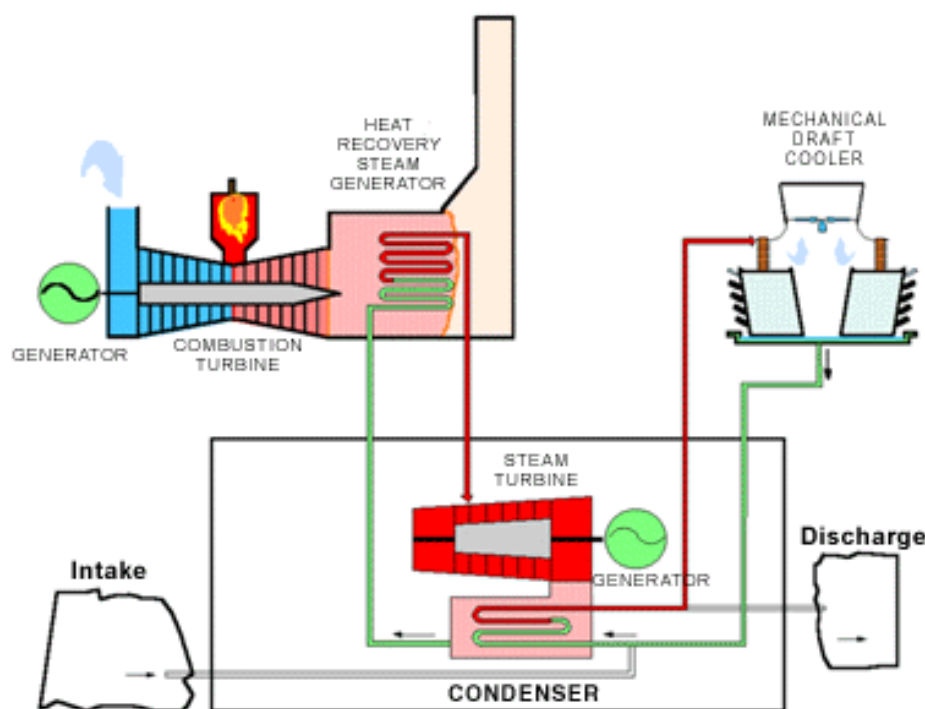 HEAT
RECOVERY
STEAM
GENERATOR
MECHANICAL
DRAFT
COOLER
GENERATOR
COMBUSTION
TURBINE
STEAM
TURBINE
GENERATOR
Intake
Discharge
CONDENSER